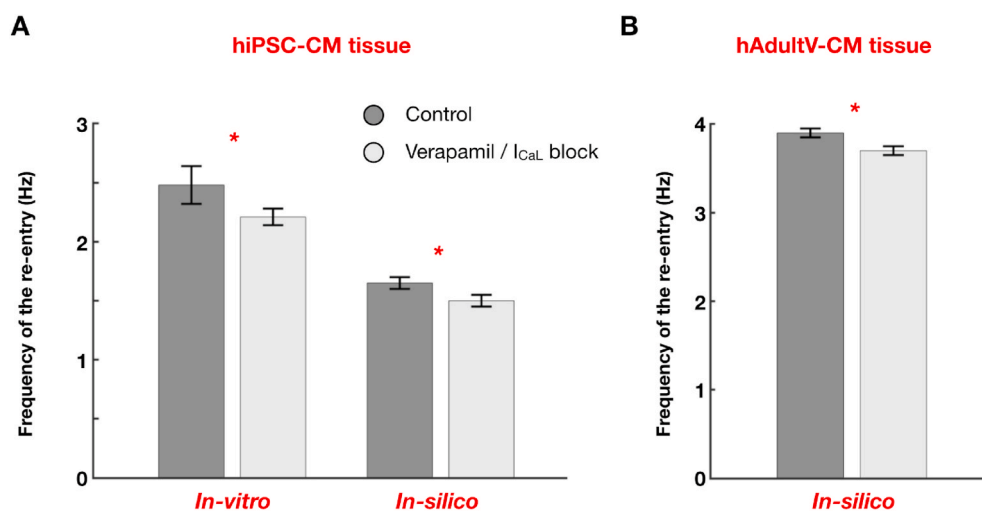 A
hiPSC-CM tissue
Frequency of the re-entry (Hz)
3
2
1
0
Control
Verapamil / ICaL block
*
*
In-vitro
In-silico
B
hAdultV-CM tissue
Frequency of the re-entry (Hz)
4
3
2
1
0
*
In-silico